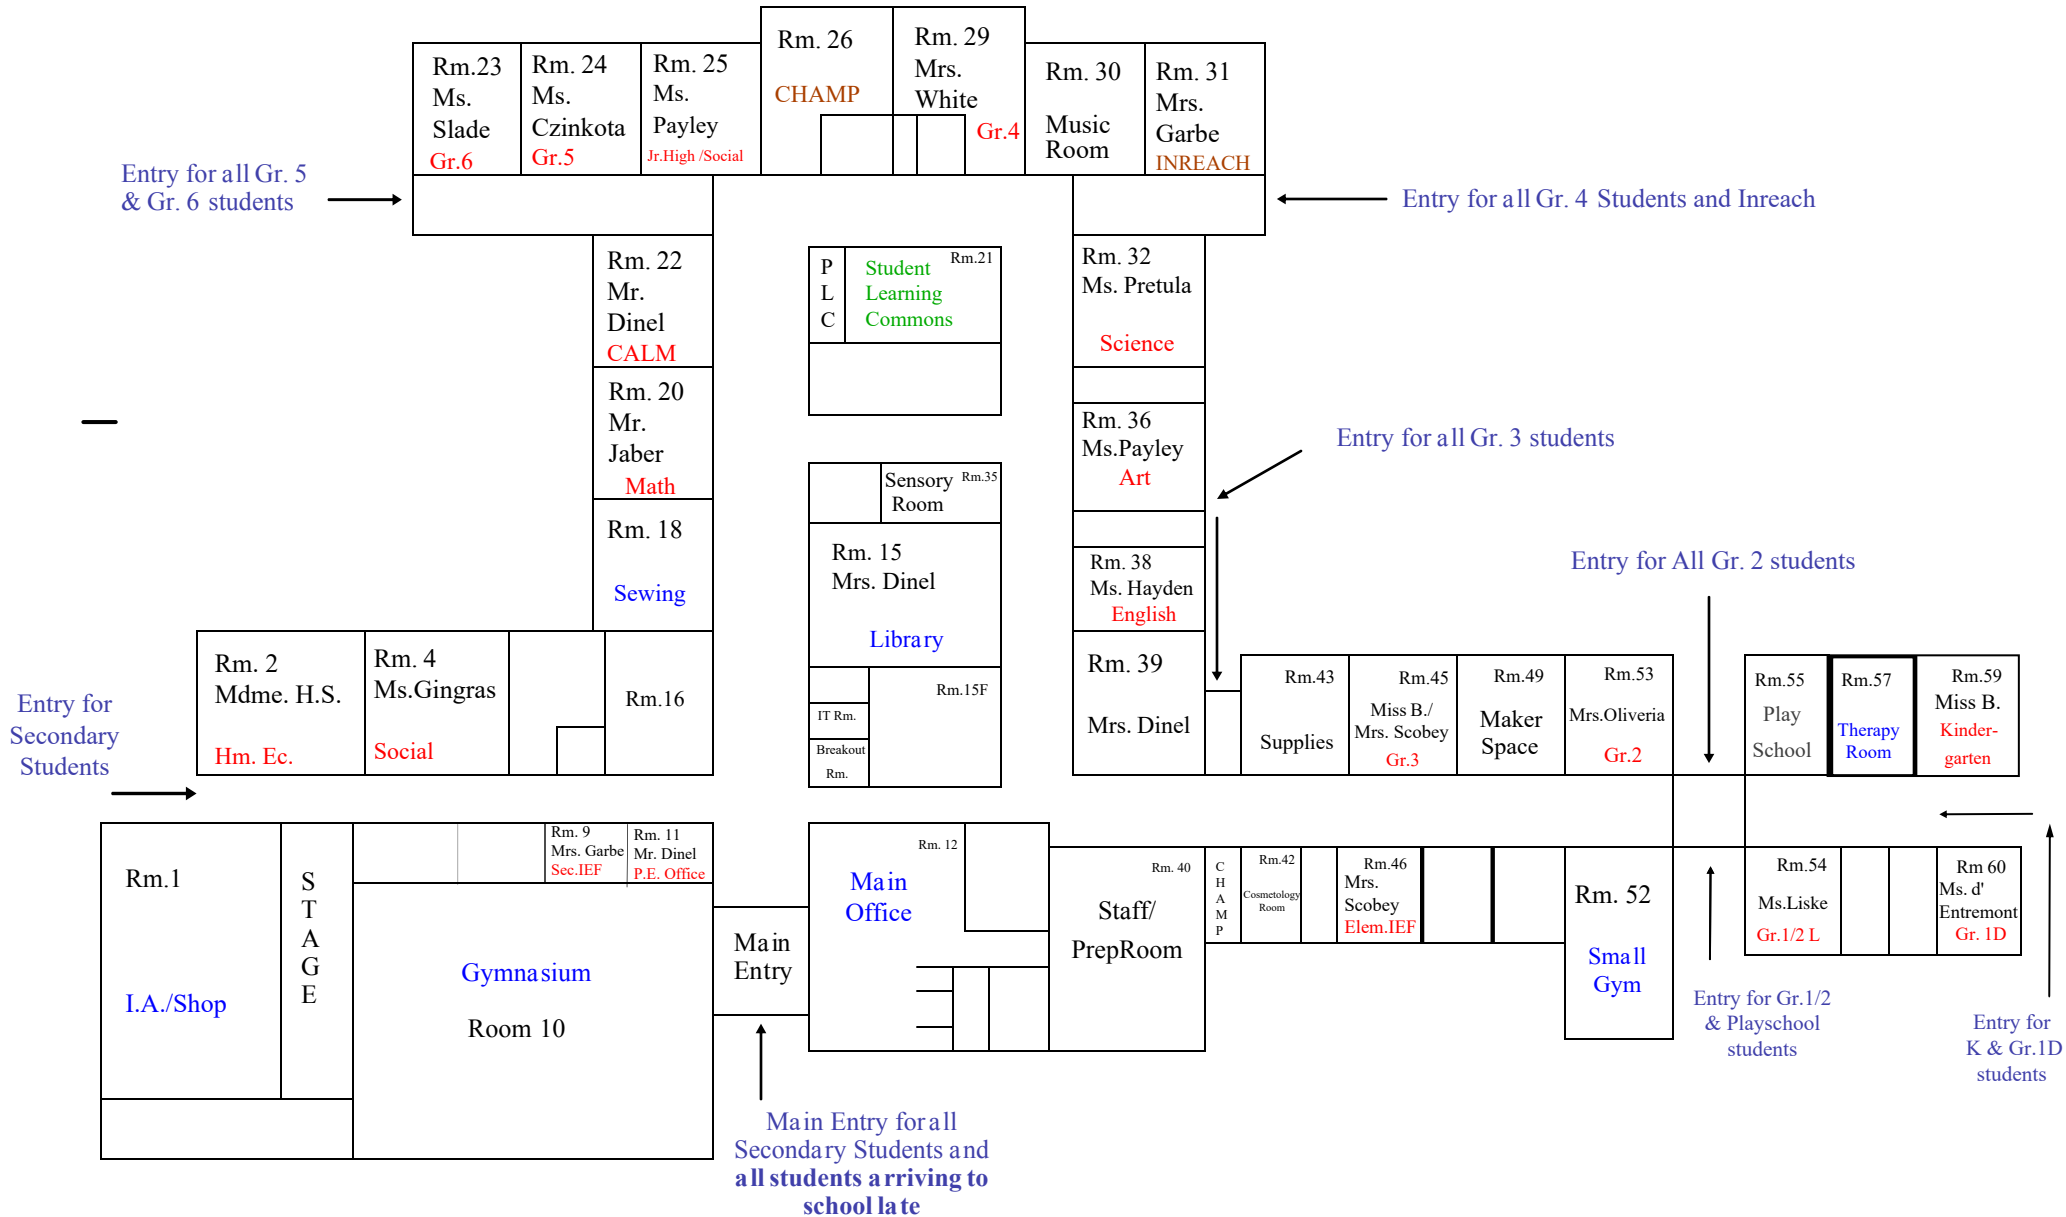 Rm.23
Ms.
Slade
Gr.6
Rm. 24
Ms.
Czinkota
Gr.5
Rm. 25
Ms.
Payley
Jr.High /Social
Rm. 26
CHAMP
Rm. 29
Mrs.
White
Gr.4
Rm. 30
Music
Room
Rm. 31
Mrs.
Garbe
INREACH
Entry for all Gr. 5
& Gr. 6 students
Entry for all Gr. 4 Students and Inreach
Rm. 22
Mr.
Dinel
CALM
P
L
C
Student
Learning
Commons
Rm.21
Rm. 32
Ms. Pretula
Science
Rm. 20
Mr.
Jaber
Math
Rm. 36
Ms.Payley
Art
Entry for all Gr. 3 students
Sensory
Room
Rm.35
Rm. 18
Sewing
Rm. 15
Mrs. Dinel
Library
Rm. 38
Ms. Hayden
English
Entry for All Gr. 2 students
Entry for
Secondary
Students
Rm. 2
Mdme. H.S.
Hm. Ec.
Rm. 4
Ms.Gingras
Social
Rm.16
Rm.15F
IT Rm.
Breakout
Rm.
Rm. 39
Mrs. Dinel
Rm.43
Supplies
Rm.45
Miss B./
Mrs. Scobey
Gr.3
Rm.49
Maker
Space
Rm.53
Mrs.Oliveria
Gr.2
Rm.55
Play
School
Rm.57
Therapy
Room
Rm.59
Miss B.
Kinder-
garten
Rm.1
I.A./Shop
S
T
A
G
E
Rm. 9
Mrs. Garbe
Sec.IEF
Rm. 11
Mr. Dinel
P.E. Office
Gymnasium
Room 10
Main
Entry
Rm. 12
Main
Office
Rm. 40
Staff/
PrepRoom
C
H
A
M
P
Rm.42
Cosmetology
Room
Rm.46
Mrs.
Scobey
Elem.IEF
Rm. 52
Small
Gym
Rm.54
Ms.Liske
Gr.1/2 L
Rm 60
Ms. d'
Entremont
Gr. 1D
Entry for Gr.1/2
& Playschool
students
Entry for
K & Gr.1D
students
Main Entry for all
Secondary Students and
all students arriving to
school late